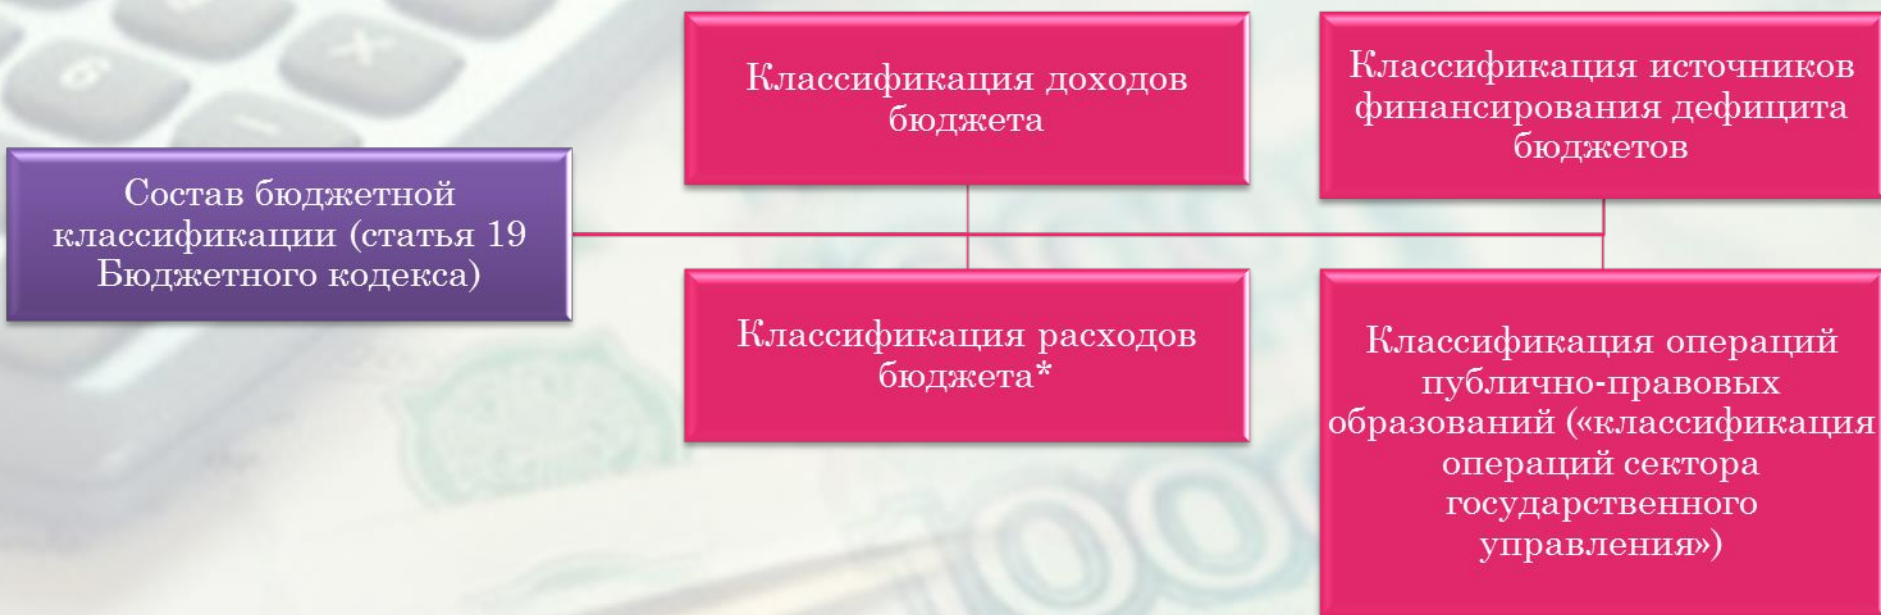 Состав бюджетной
классификации (статья 19
Бюджетного кодекса)
Классификация доходов
бюджета
Классификация источников
финансирования дефицита
бюджетов
Классификация расходов
бюджета*
Классификация операций
публично-правовых
образований («классификация
операций сектора
государственного
управления»)